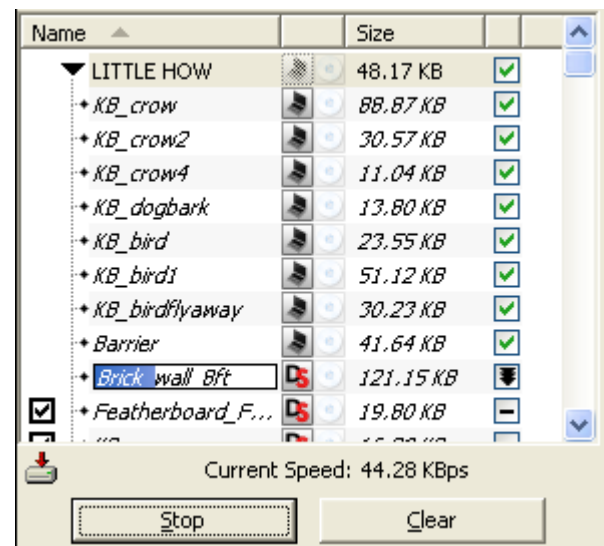 Name Size
LITTLE HOW 48.17 KB
KB_crow 88.87 KB
KB_crow2 30.57 KB
KB_crow4 11.04 KB
KB_dogbark 13.80 KB
KB_bird 23.55 KB
KB_bird1 51.12 KB
KB_birdflyaway 30.23 KB
Barrier 41.64 KB
Brick wall 8ft DS 121.15 KB
Featherboard_F... DS 19.80 KB
Current Speed: 44.28 KBps
Stop Clear